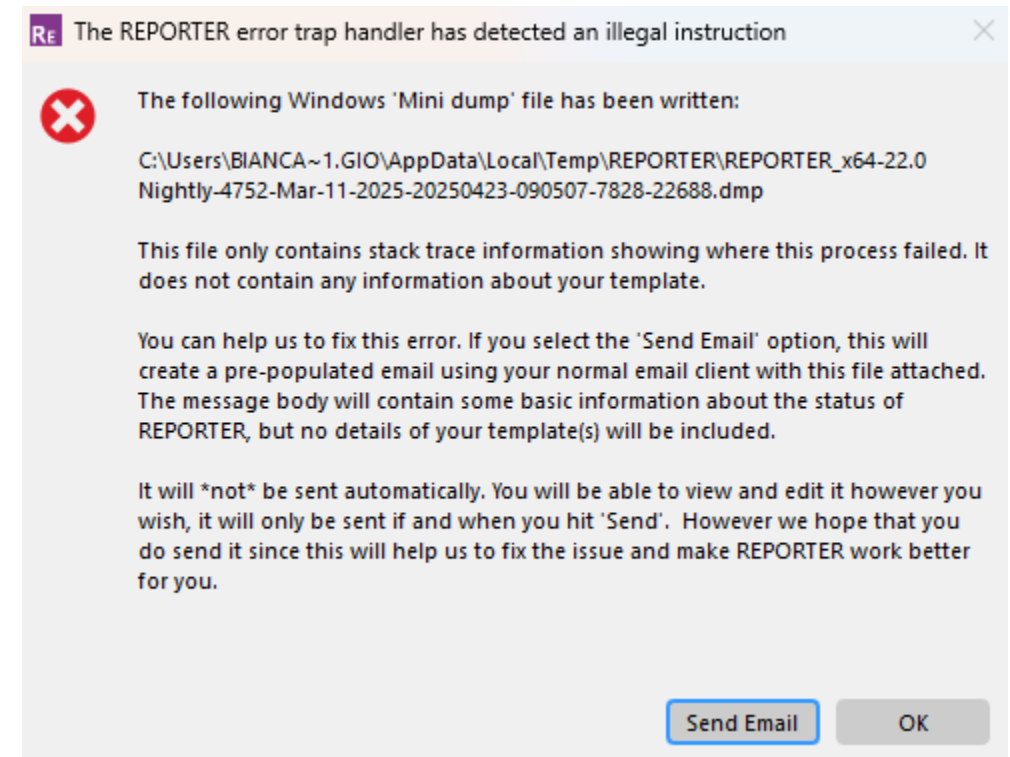 RE The REPORTER error trap handler has detected an illegal instruction
The following Windows 'Mini dump' file has been written:
C:\Users\BIANCA~1.GIO\AppData\Local\Temp\REPORTER\REPORTER_x64-22.0
Nightly-4752-Mar-11-2025-20250423-090507-7828-22688.dmp
This file only contains stack trace information showing where this process failed. It
does not contain any information about your template.
You can help us to fix this error. If you select the 'Send Email' option, this will
create a pre-populated email using your normal email client with this file attached.
The message body will contain some basic information about the status of
REPORTER, but no details of your template(s) will be included.
It will *not* be sent automatically. You will be able to view and edit it however you
wish, it will only be sent if and when you hit 'Send'.  However we hope that you
do send it since this will help us to fix the issue and make REPORTER work better
for you.
Send Email OK